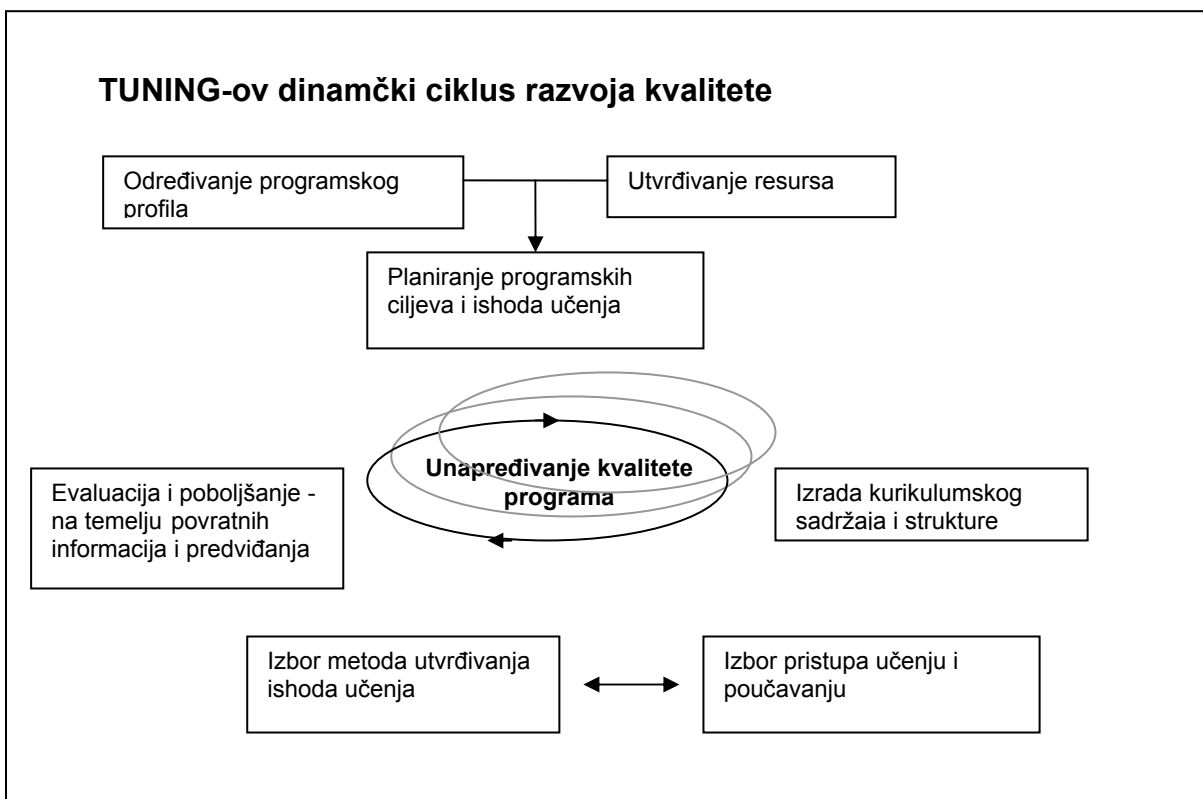 TUNING-ov dinamčki ciklus razvoja kvalitete
Određivanje programskog
profila
Utvrđivanje resursa
Planiranje programskih
ciljeva i ishoda učenja
Unapređivanje kvalitete
programa
Evaluacija i poboljšanje -
na temelju povratnih
informacija i predviđanja
Izrada kurikulumskog
sadržaja i strukture
Izbor metoda utvrđivanja
ishoda učenja
Izbor pristupa učenju i
poučavanju